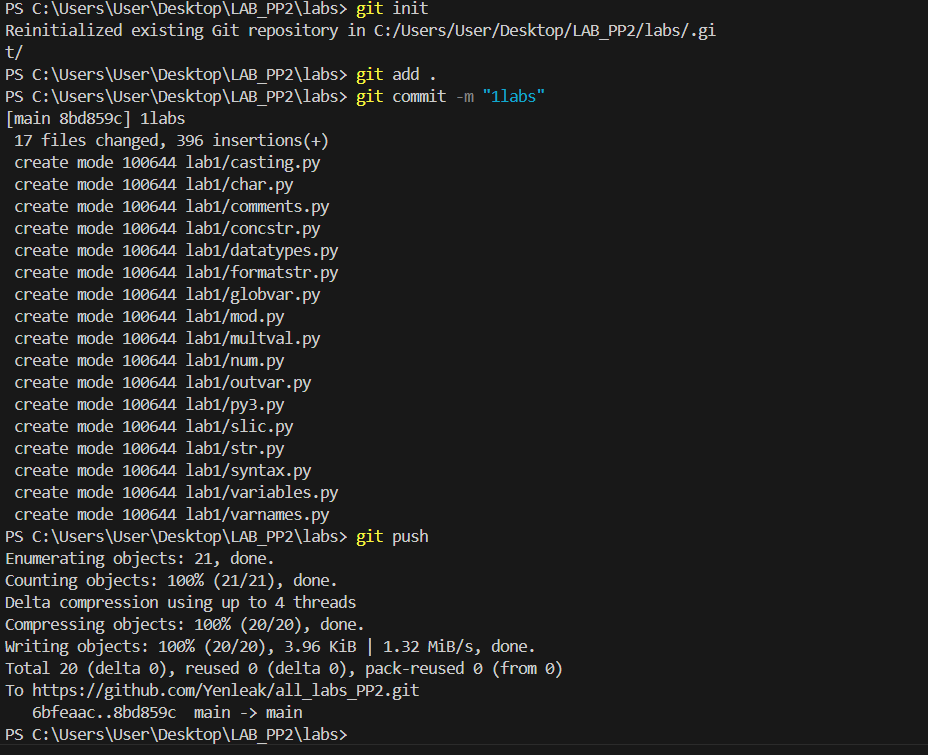 PS C:\Users\User\Desktop\LAB_PP2\labs> git init
Reinitialized existing Git repository in C:/Users/User/Desktop/LAB_PP2/labs/.gi
t/
PS C:\Users\User\Desktop\LAB_PP2\labs> git add .
PS C:\Users\User\Desktop\LAB_PP2\labs> git commit -m "1labs"
[main 8bd859c] 1labs
 17 files changed, 396 insertions(+)
 create mode 100644 lab1/casting.py
 create mode 100644 lab1/char.py
 create mode 100644 lab1/comments.py
 create mode 100644 lab1/concstr.py
 create mode 100644 lab1/datatypes.py
 create mode 100644 lab1/formatstr.py
 create mode 100644 lab1/globvar.py
 create mode 100644 lab1/mod.py
 create mode 100644 lab1/multval.py
 create mode 100644 lab1/num.py
 create mode 100644 lab1/outvar.py
 create mode 100644 lab1/py3.py
 create mode 100644 lab1/slic.py
 create mode 100644 lab1/str.py
 create mode 100644 lab1/syntax.py
 create mode 100644 lab1/variables.py
 create mode 100644 lab1/varnames.py
PS C:\Users\User\Desktop\LAB_PP2\labs> git push
Enumerating objects: 21, done.
Counting objects: 100% (21/21), done.
Delta compression using up to 4 threads
Compressing objects: 100% (20/20), done.
Writing objects: 100% (20/20), 3.96 KiB | 1.32 MiB/s, done.
Total 20 (delta 0), reused 0 (delta 0), pack-reused 0 (from 0)
To https://github.com/Yenleak/all_labs_PP2.git
   6bfeaac..8bd859c  main -> main
PS C:\Users\User\Desktop\LAB_PP2\labs>